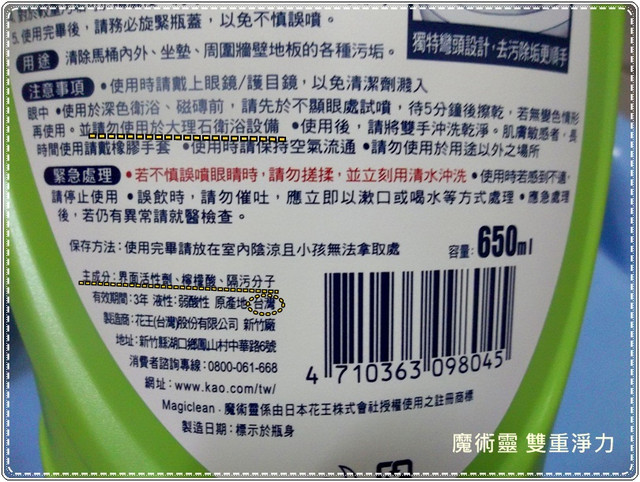 5.使用完畢後，請務必旋緊瓶蓋，以免不慎誤噴。
獨特彎頭設計，去污除垢更順手
用途 清除馬桶內外、坐墊、周圍牆壁地板的各種污垢。
注意事項 •使用時請戴上眼鏡/護目鏡，以免清潔劑濺入
眼中 •使用於深色衛浴、磁磚前，請先於不顯眼處試噴，待5分鐘後擦乾，若無變色情形
再使用。並請勿使用於大理石衛浴設備 •使用後，請將雙手沖洗乾淨。肌膚敏感者、長
時間使用請戴橡膠手套 •使用時請保持空氣流通 •請勿使用於用途以外之場所
緊急處理 •若不慎誤噴眼睛時，請勿搓揉，並立刻用清水沖洗 •使用時若感到不適，
請停止使用 •誤飲時，請勿催吐，應立即以漱口或喝水等方式處理 •應急處理
後，若仍有異常請就醫檢查。
保存方法：使用完畢請放在室內陰涼且小孩無法拿取處
容量：650ml
主成分：界面活性劑、檸檬酸、隔污分子
有效期間：3年 液性：弱酸性 原產地：台灣
製造商：花王(台灣)股份有限公司 新竹廠
地址：新竹縣湖口鄉鳳山村中華路6號
消費者諮詢專線：0800-061-668
網址：www.kao.com/tw/
4 710363 098045
Magiclean．魔術靈係由日本花王株式會社授權使用之註冊商標
製造日期：標示於瓶身
魔術靈 雙重淨力